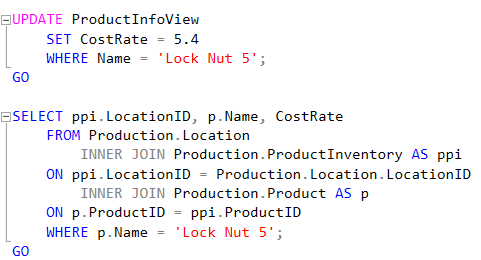 UPDATE ProductInfoView
SET CostRate = 5.4
WHERE Name = 'Lock Nut 5';
GO
SELECT ppi.LocationID, p.Name, CostRate
FROM Production.Location
INNER JOIN Production.ProductInventory AS ppi
ON ppi.LocationID = Production.Location.LocationID
INNER JOIN Production.Product AS p
ON p.ProductID = ppi.ProductID
WHERE p.Name = 'Lock Nut 5';
GO